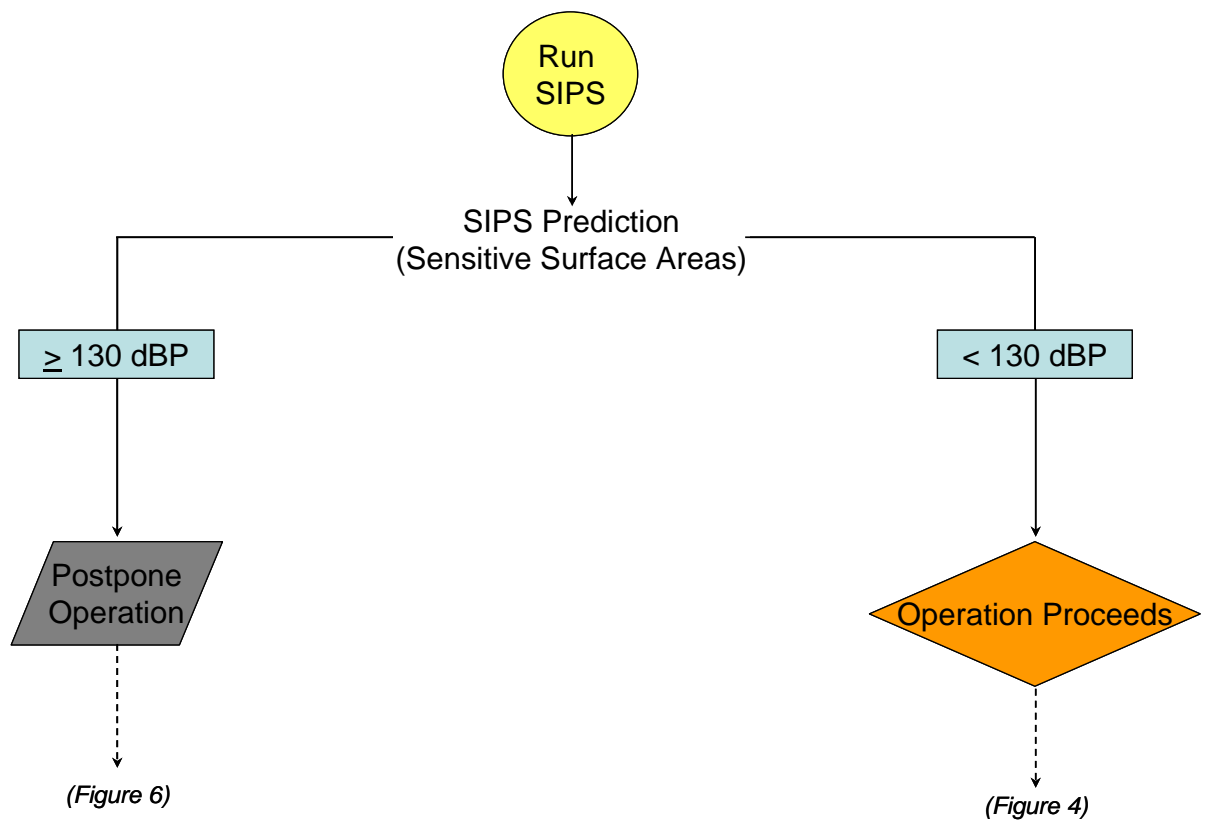 Run
SIPS
SIPS Prediction
(Sensitive Surface Areas)
≥ 130 dBP
< 130 dBP
Postpone
Operation
Operation Proceeds
(Figure 6)
(Figure 4)